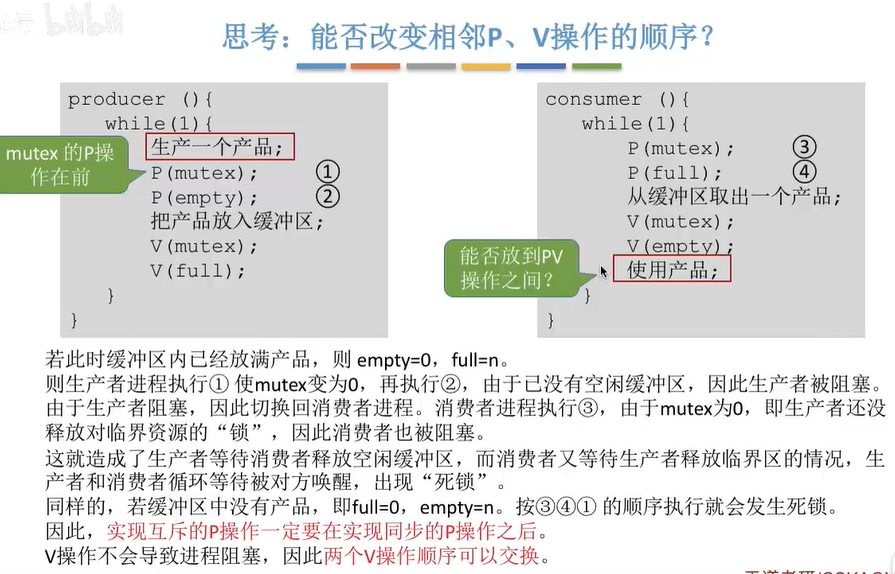 思考：能否改变相邻P、V操作的顺序？
producer (){
while(1){
生产一个产品;
mutex 的P操
作在前
P(mutex); ①
P(empty); ②
把产品放入缓冲区;
V(mutex);
V(full);
}
}
consumer (){
while(1){
P(mutex); ③
P(full); ④
从缓冲区取出一个产品;
V(mutex);
V(empty);
能否放到PV
操作之间？
使用产品;
}
}
若此时缓冲区内已经放满产品，则 empty=0，full=n。
则生产者进程执行① 使mutex变为0，再执行②，由于已没有空闲缓冲区，因此生产者被阻塞。
由于生产者阻塞，因此切换回消费者进程。消费者进程执行③，由于mutex为0，即生产者还没
释放对临界资源的“锁”，因此消费者也被阻塞。
这就造成了生产者等待消费者释放空闲缓冲区，而消费者又等待生产者释放临界区的情况，生
产者和消费者循环等待被对方唤醒，出现“死锁”。
同样的，若缓冲区中没有产品，即full=0，empty=n。按③④① 的顺序执行就会发生死锁。
因此，实现互斥的P操作一定要在实现同步的P操作之后。
V操作不会导致进程阻塞，因此两个V操作顺序可以交换。